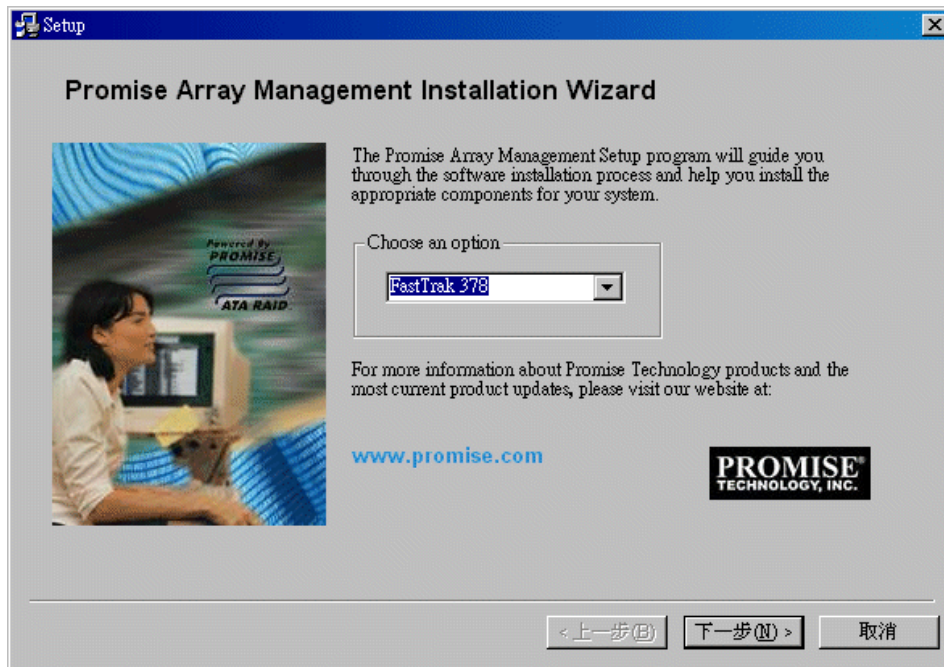 Setup
Promise Array Management Installation Wizard
Powered By
PROMISE
ATA RAID
The Promise Array Management Setup program will guide you
through the software installation process and help you install the
appropriate components for your system.
Choose an option
FastTrak 378
For more information about Promise Technology products and the
most current product updates, please visit our website at:
www.promise.com
PROMISE®
TECHNOLOGY, INC.
<上一步(B)
下一步(N) >
取消